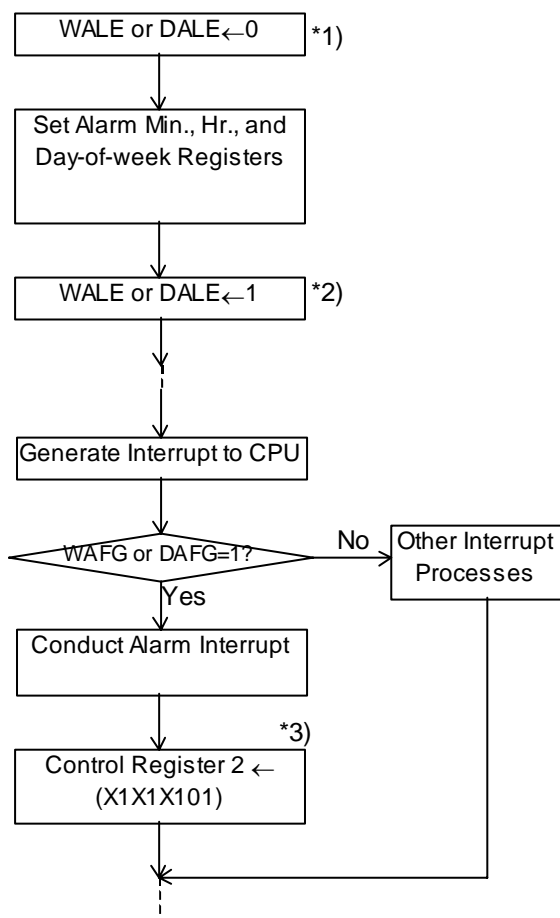 WALE or DALE←0
*1)
Set Alarm Min., Hr., and
Day-of-week Registers
WALE or DALE←1
*2)
Generate Interrupt to CPU
WAFG or DAFG=1?
No
Other Interrupt
Processes
Yes
Conduct Alarm Interrupt
*3)
Control Register 2 ←
(X1X1X101)